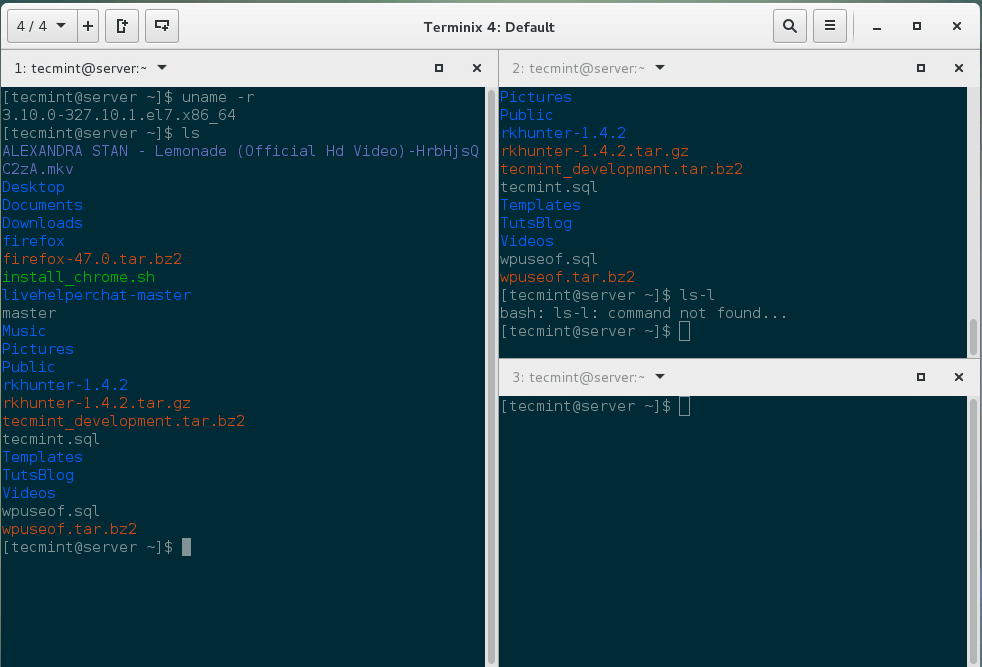 4 / 4
Terminix 4: Default
1: tecmint@server:~
[tecmint@server ~]$ uname -r
3.10.0-327.10.1.el7.x86_64
[tecmint@server ~]$ ls
ALEXANDRA STAN - Lemonade (Official Hd Video)-HrbHjsQ
C2zA.mkv
Desktop
Documents
Downloads
firefox
firefox-47.0.tar.bz2
install_chrome.sh
livehelperchat-master
master
Music
Pictures
Public
rkhunter-1.4.2
rkhunter-1.4.2.tar.gz
tecmint_development.tar.bz2
tecmint.sql
Templates
TutsBlog
Videos
wpuseof.sql
wpuseof.tar.bz2
[tecmint@server ~]$
2: tecmint@server:~
Pictures
Public
rkhunter-1.4.2
rkhunter-1.4.2.tar.gz
tecmint_development.tar.bz2
tecmint.sql
Templates
TutsBlog
Videos
wpuseof.sql
wpuseof.tar.bz2
[tecmint@server ~]$ ls-l
bash: ls-l: command not found...
[tecmint@server ~]$
3: tecmint@server:~
[tecmint@server ~]$